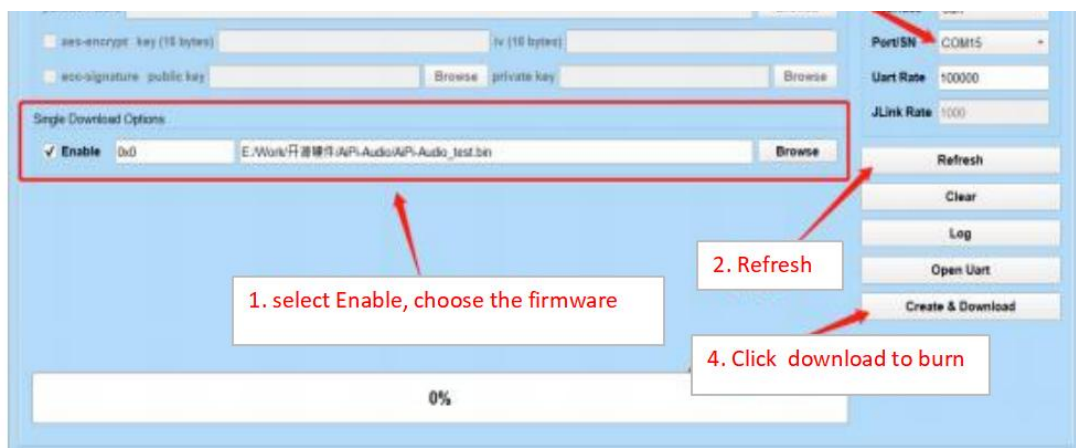 Browse
aes-encrypt key (16 bytes) iv (16 bytes)
Port/SN COM15
ecc-signature public key Browse private key Browse
Uart Rate 100000
JLink Rate 1000
Single Download Options
Enable 0x0 E:/Work/开源硬件/AiPi-Audio/AiPi-Audio_test.bin Browse
Refresh
Clear
Log
2. Refresh
Open Uart
1. select Enable, choose the firmware
Create & Download
4. Click download to burn
0%